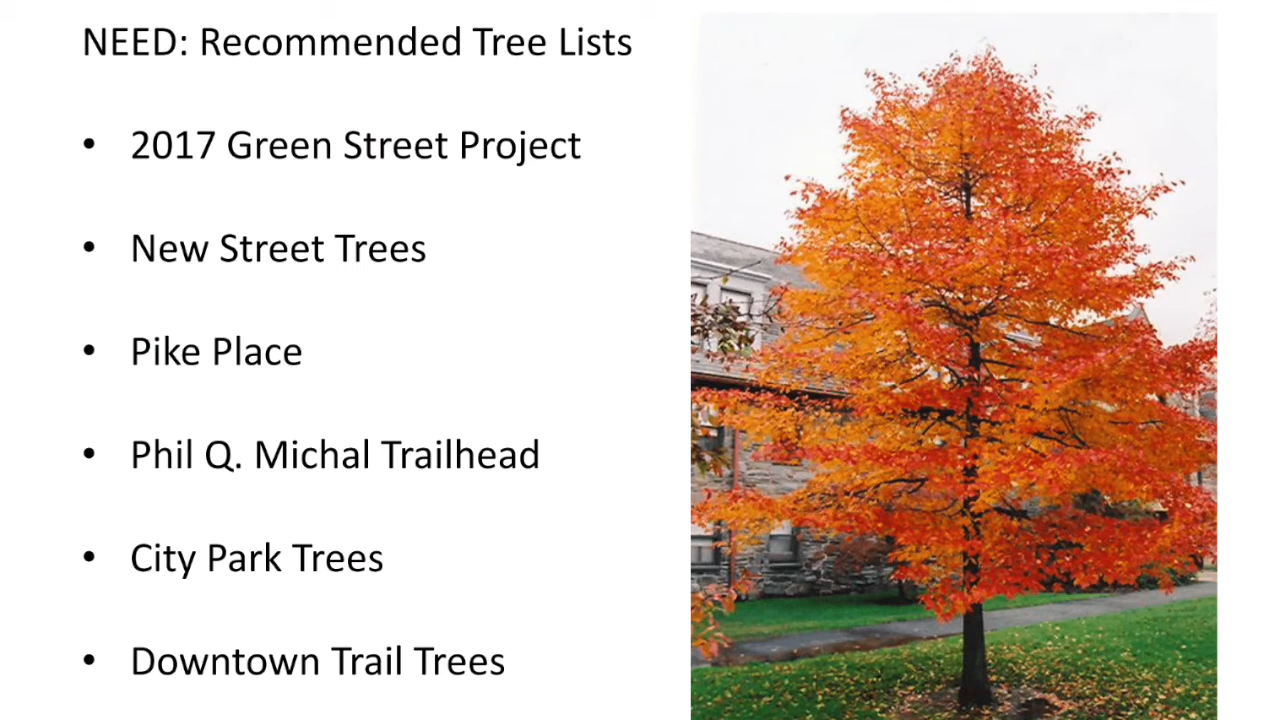 NEED: Recommended Tree Lists
• 2017 Green Street Project
• New Street Trees
• Pike Place
• Phil Q. Michal Trailhead
• City Park Trees
• Downtown Trail Trees